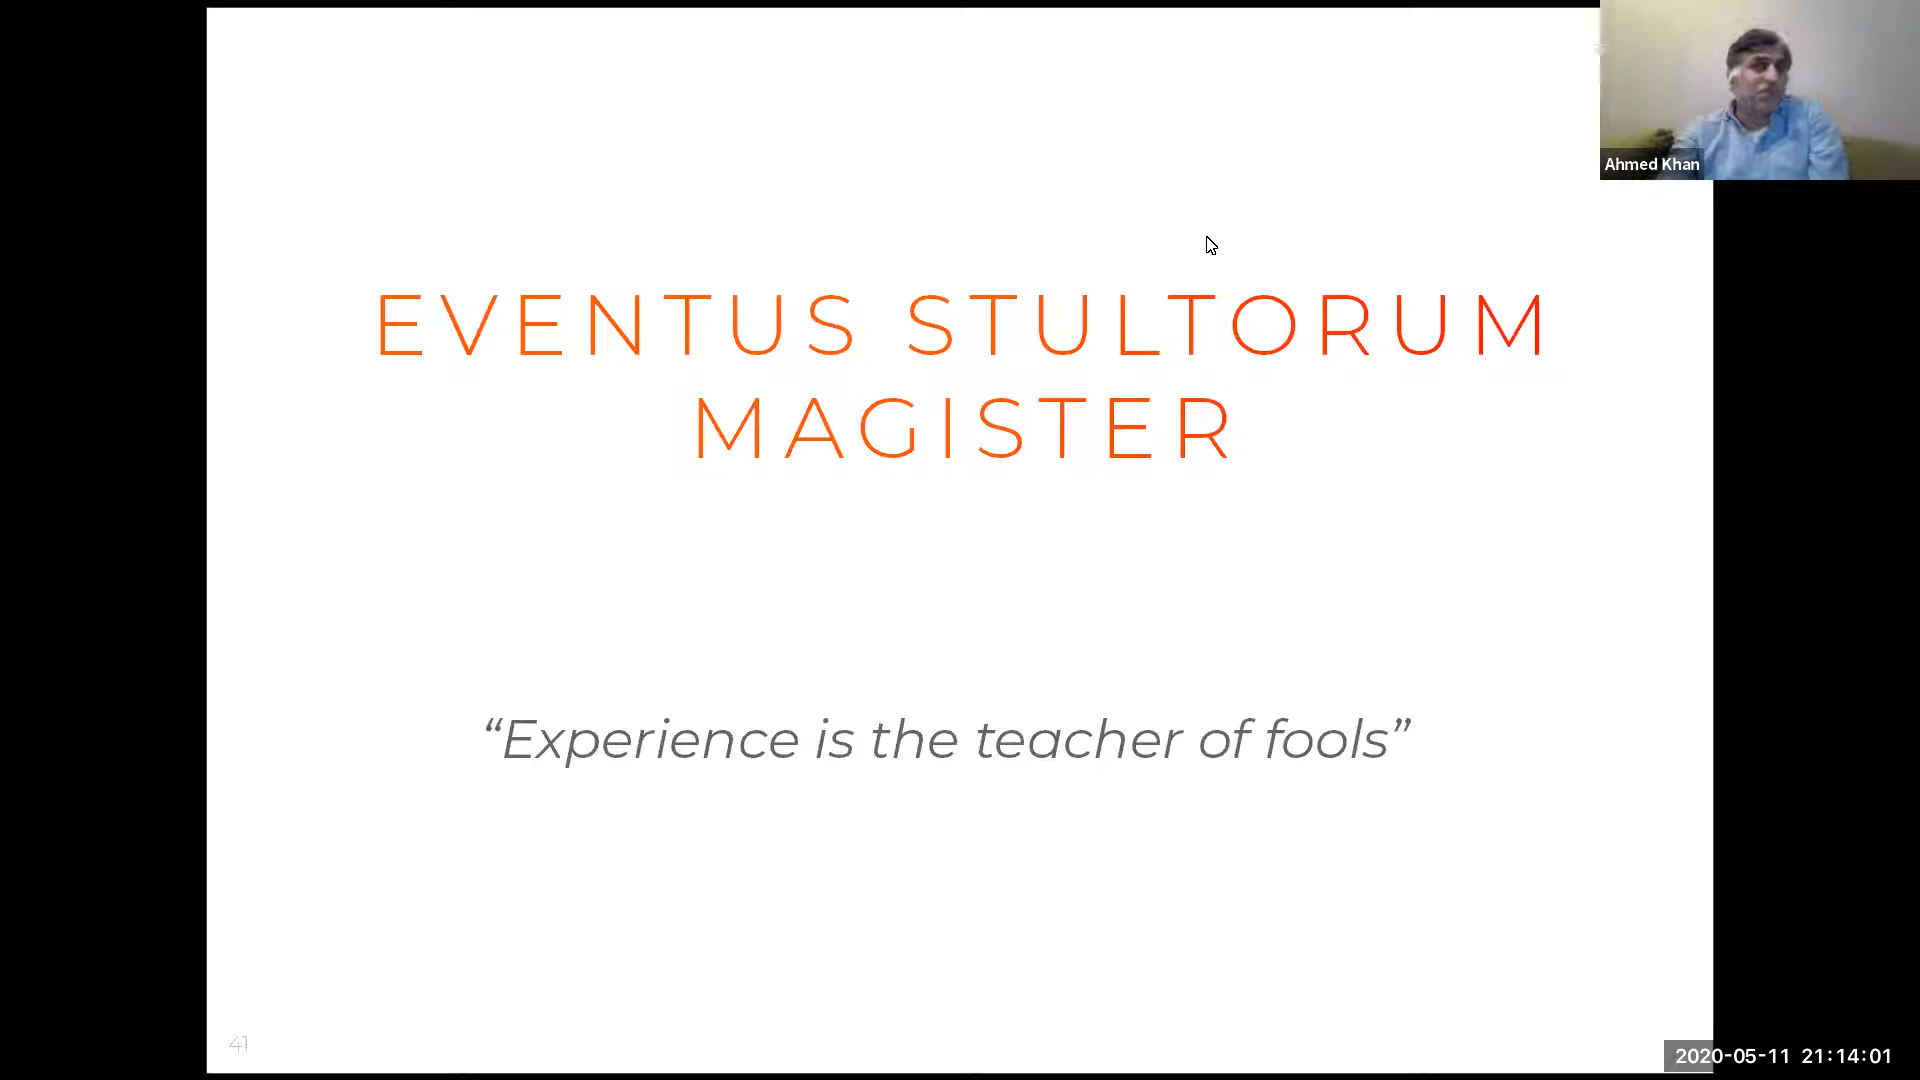 Ahmed Khan
EVENTUS STULTORUM
MAGISTER
“Experience is the teacher of fools”
41
2020-05-11 21:14:01